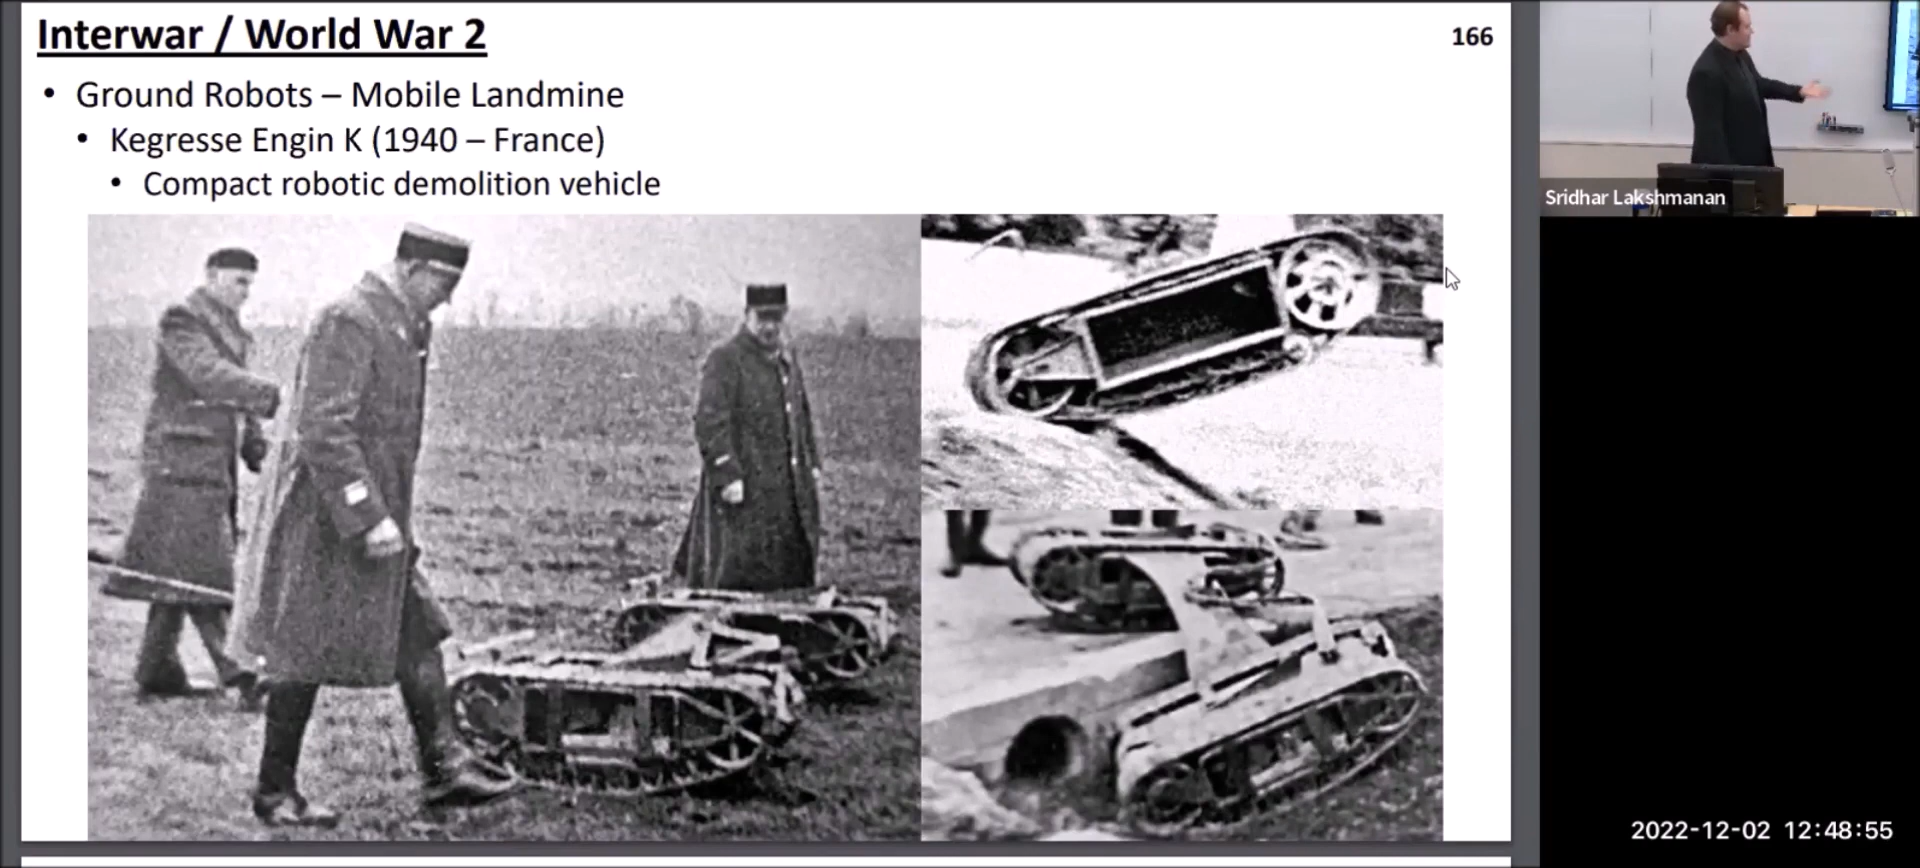 Interwar / World War 2
166
• Ground Robots – Mobile Landmine
• Kegresse Engin K (1940 – France)
• Compact robotic demolition vehicle
Sridhar Lakshmanan
2022-12-02 12:48:55